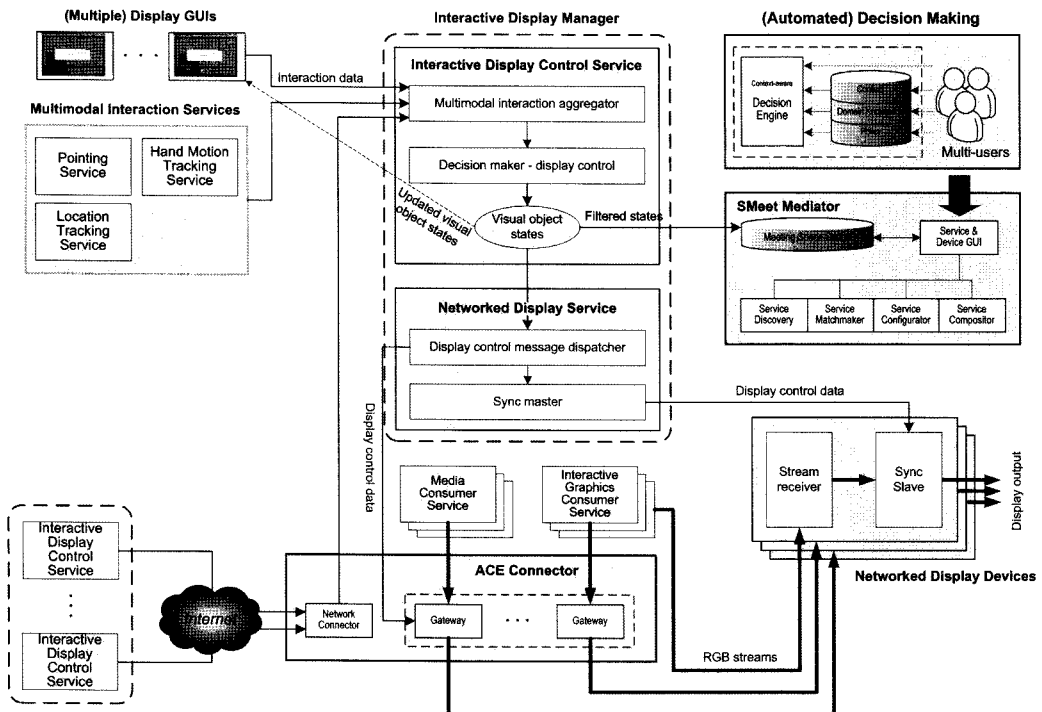 (Multiple) Display GUIs
Interactive Display Manager
(Automated) Decision Making
Interaction data
Interactive Display Control Service
Multimodal interaction aggregator
Decision maker - display control
Visual object
states
Updated visual
object states
Filtered states
Multimodal Interaction Services
Pointing
Service
Hand Motion
Tracking
Service
Location
Tracking
Service
Context-aware
Decision
Engine
Multi-users
SMeet Mediator
Service &
Device GUI
Service
Discovery
Service
Matchmaker
Service
Configurator
Service
Compositor
Networked Display Service
Display control message dispatcher
Sync master
Display control data
Display control data
Stream
receiver
Sync
Slave
Display output
Networked Display Devices
Media
Consumer
Service
Interactive
Graphics
Consumer
Service
Interactive
Display
Control
Service
Interactive
Display
Control
Service
Internet
ACE Connector
Network
Connector
Gateway
Gateway
RGB streams